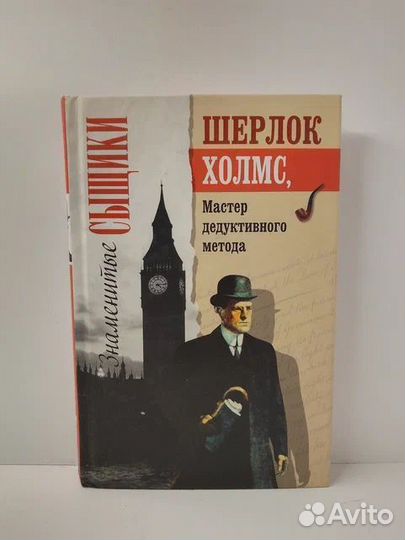 Знаменитые
СЫЩИКИ
ШЕРЛОК
ХОЛМС,
Мастер
дедуктивного
метода
Avito